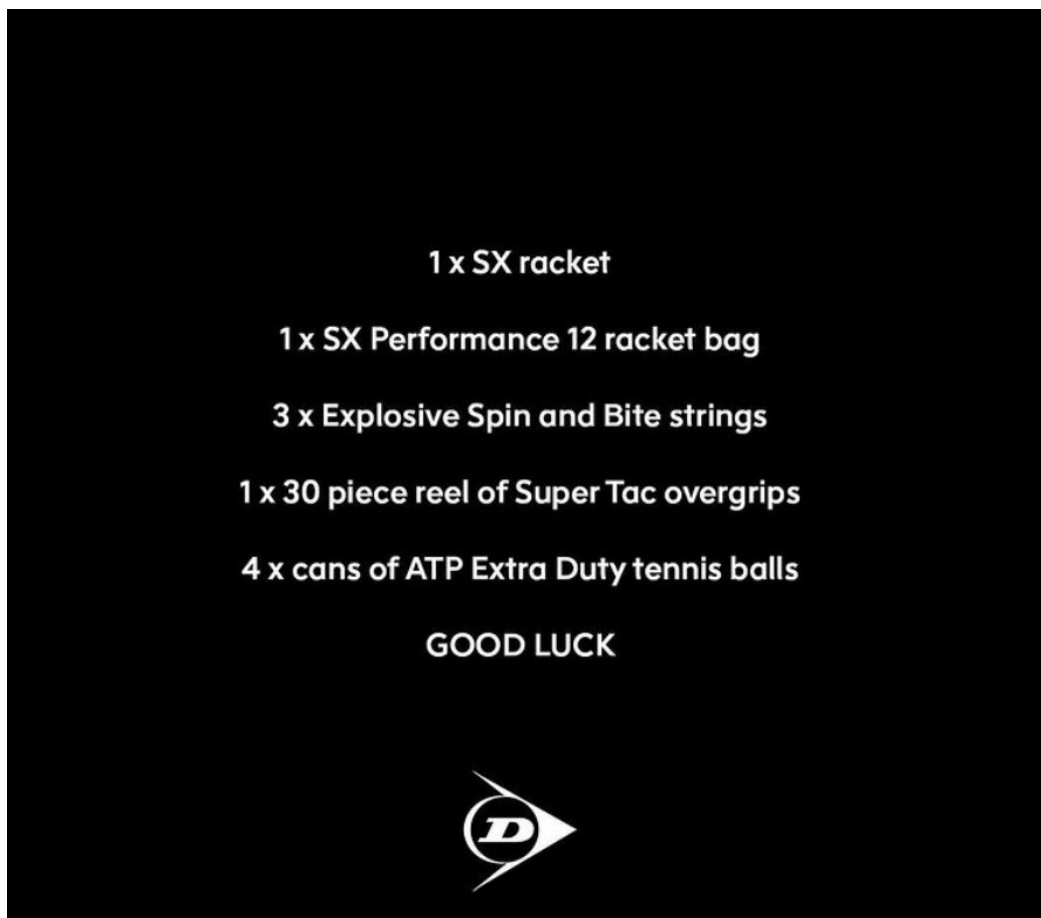 1 x SX racket
1 x SX Performance 12 racket bag
3 x Explosive Spin and Bite strings
1 x 30 piece reel of Super Tac overgrips
4 x cans of ATP Extra Duty tennis balls
GOOD LUCK
D